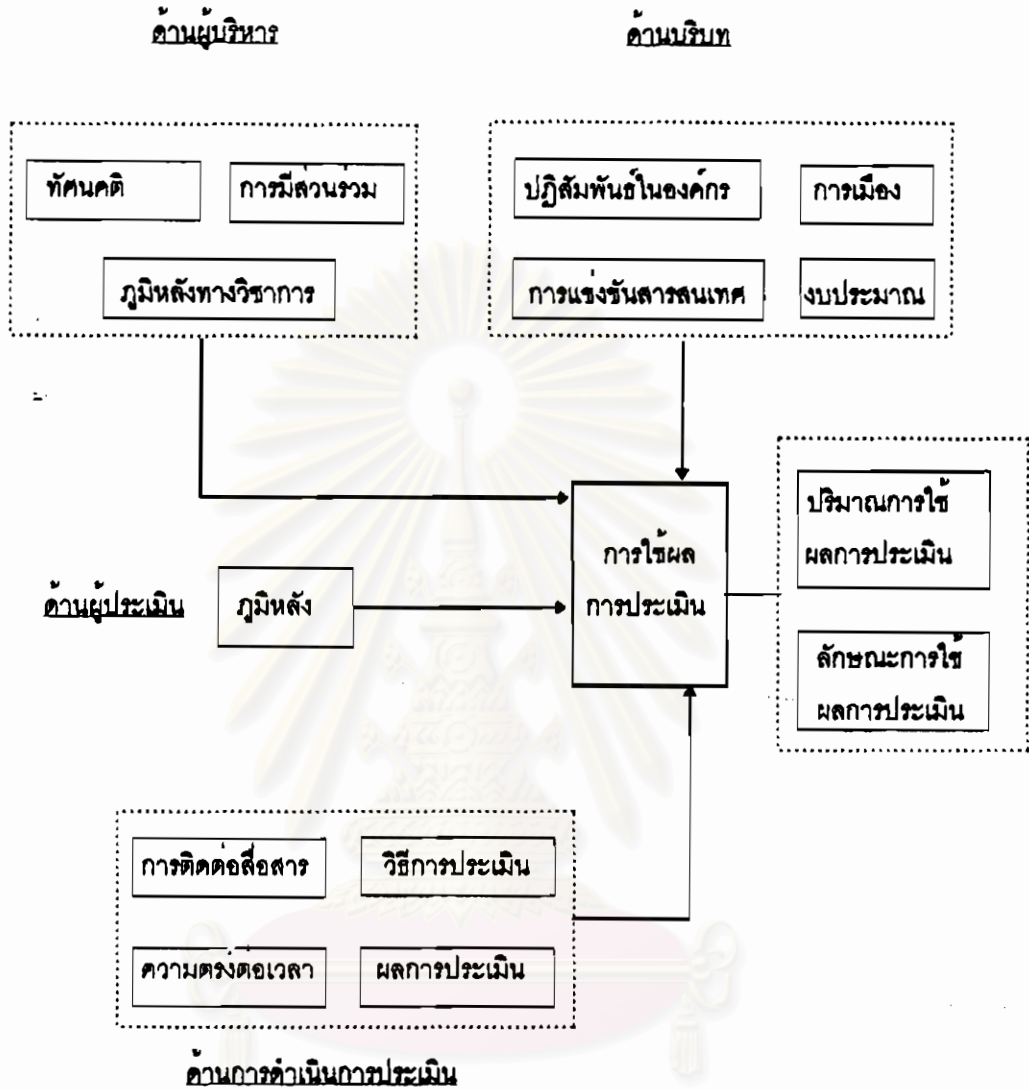 ด้านผู้บริหาร
ด้านบริบท
ทัศนคติ
การมีส่วนร่วม
ภูมิหลังทางวิชาการ
ปฏิสัมพันธ์ในองค์กร
การเมือง
การแข่งขันสารสนเทศ
งบประมาณ
ด้านผู้ประเมิน
ภูมิหลัง
การใช้ผล
การประเมิน
ปริมาณการใช้
ผลการประเมิน
ลักษณะการใช้
ผลการประเมิน
การติดต่อสื่อสาร
วิธีการประเมิน
ความตรงต่อเวลา
ผลการประเมิน
ด้านการดำเนินการประเมิน